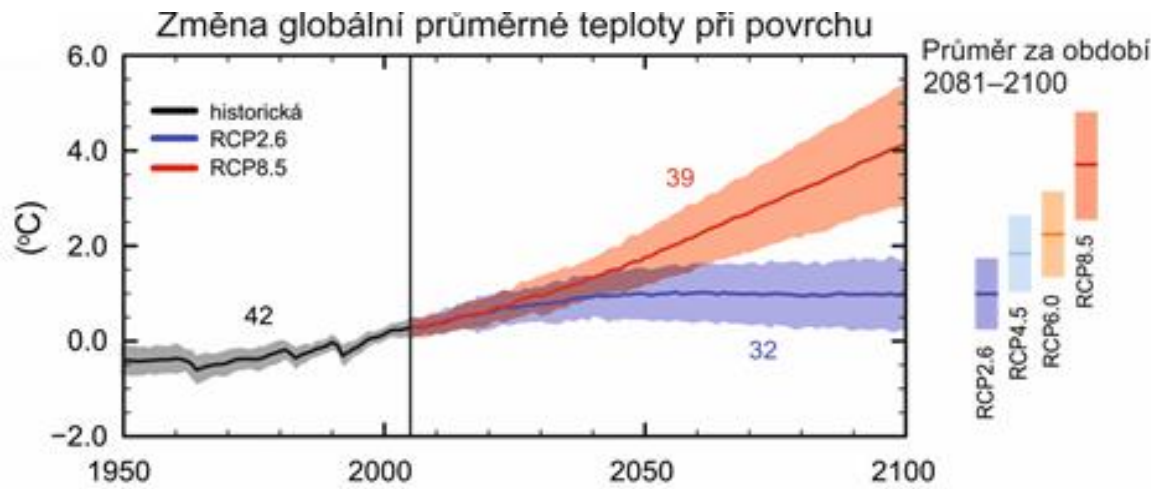 Změna globální průměrné teploty při povrchu
6.0
4.0
2.0
0.0
−2.0
(°C)
historická
RCP2.6
RCP8.5
42
39
32
1950
2000
2050
2100
Průměr za období
2081–2100
RCP2.6
RCP4.5
RCP6.0
RCP8.5